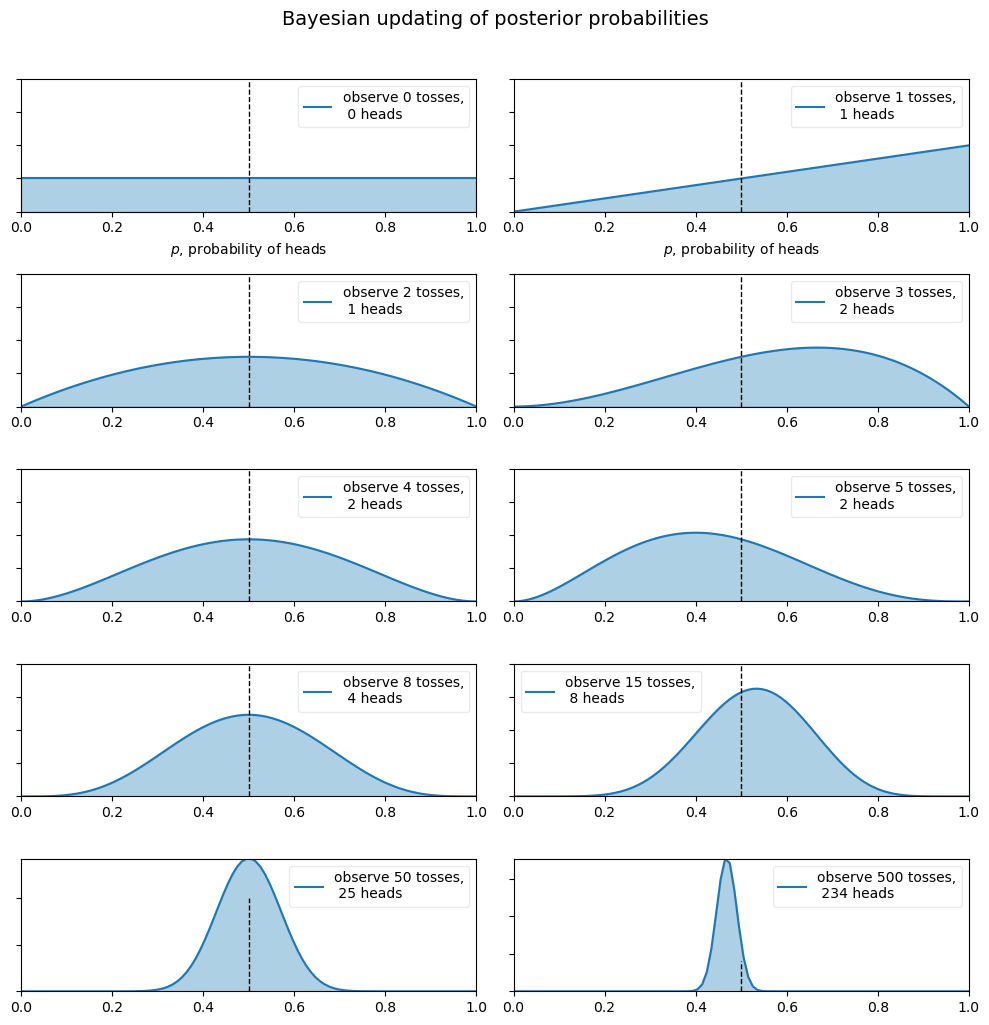 Bayesian updating of posterior probabilities
observe 0 tosses,
0 heads
0.0 0.2 0.4 0.6 0.8 1.0
p, probability of heads
observe 1 tosses,
1 heads
0.0 0.2 0.4 0.6 0.8 1.0
p, probability of heads
observe 2 tosses,
1 heads
0.0 0.2 0.4 0.6 0.8 1.0
observe 3 tosses,
2 heads
0.0 0.2 0.4 0.6 0.8 1.0
observe 4 tosses,
2 heads
0.0 0.2 0.4 0.6 0.8 1.0
observe 5 tosses,
2 heads
0.0 0.2 0.4 0.6 0.8 1.0
observe 8 tosses,
4 heads
0.0 0.2 0.4 0.6 0.8 1.0
observe 15 tosses,
8 heads
0.0 0.2 0.4 0.6 0.8 1.0
observe 50 tosses,
25 heads
0.0 0.2 0.4 0.6 0.8 1.0
observe 500 tosses,
234 heads
0.0 0.2 0.4 0.6 0.8 1.0